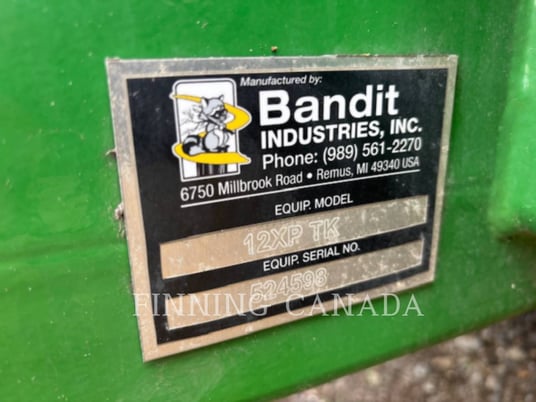 Manufactured by:
Bandit
INDUSTRIES, INC.
Phone: (989) 561-2270
6750 Millbrook Road • Remus, MI 49340 USA
EQUIP. MODEL
12XP TK
EQUIP. SERIAL NO.
524593
FINNING CANADA